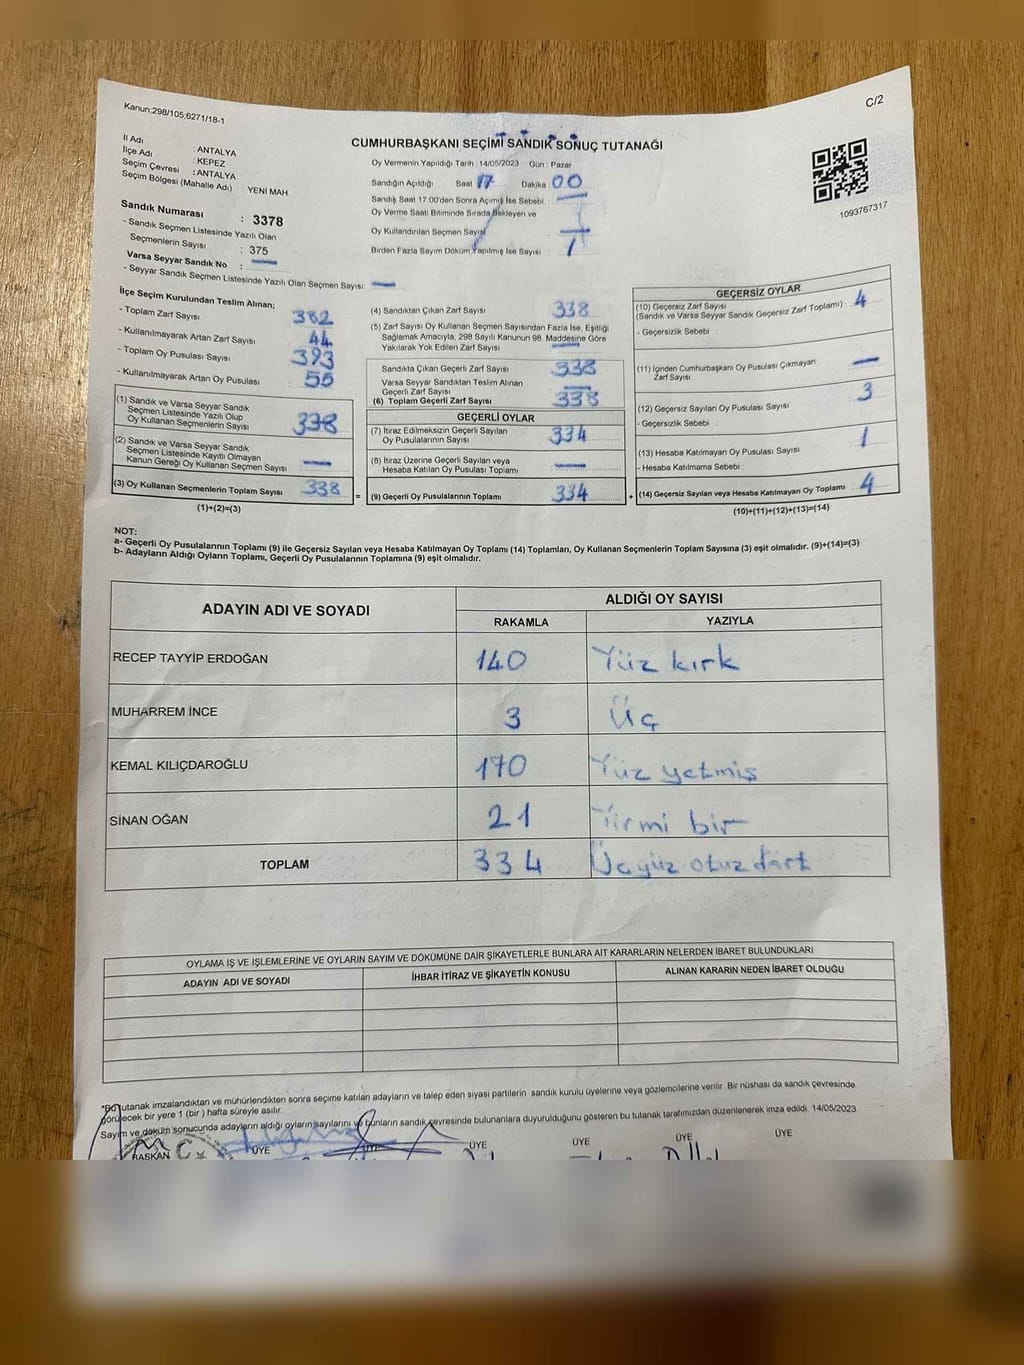 Kanun:298/105,6271/18-1
C/2
CUMHURBAŞKANI SEÇİMİ SANDIK SONUÇ TUTANAĞI
İl Adı : ANTALYA
İlçe Adı : KEPEZ
Seçim Çevresi : ANTALYA
Seçim Bölgesi (Mahalle Adı) : YENİ MAH.
Oy Vermenin Yapıldığı Tarih : 14/05/2023 Gün : Pazar
Sandığın Açıldığı Saat 17 Dakika 00
Sandık Saat 17:00'den Sonra Açılmış İse Sebebi : —
Oy Verme Saati Bitiminde Sırada Bekleyen ve
Oy Kullandırılan Seçmen Sayısı : —
Birden Fazla Sayım Döküm Yapılmış İse Sayısı : 1
1093767317
Sandık Numarası : 3378
- Sandık Seçmen Listesinde Yazılı Olan
Seçmenlerin Sayısı : 375
Varsa Seyyar Sandık No : —
- Seyyar Sandık Seçmen Listesinde Yazılı Olan Seçmen Sayısı: —
İlçe Seçim Kurulundan Teslim Alınan;
- Toplam Zarf Sayısı 382
- Kullanılmayarak Artan Zarf Sayısı 44
- Toplam Oy Pusulası Sayısı 393
- Kullanılmayarak Artan Oy Pusulası 55
(1) Sandık ve Varsa Seyyar Sandık
Seçmen Listesinde Yazılı Olup
Oy Kullanan Seçmenlerin Sayısı 338
(2) Sandık ve Varsa Seyyar Sandık
Seçmen Listesinde Kayıtlı Olmayan
Kanun Gereği Oy Kullanan Seçmen Sayısı —
(3) Oy Kullanan Seçmenlerin Toplam Sayısı 338 =
(1)+(2)=(3)
(4) Sandıktan Çıkan Zarf Sayısı 338
(5) Zarf Sayısı Oy Kullanan Seçmen Sayısından Fazla İse, Eşitliği
Sağlamak Amacıyla, 298 Sayılı Kanunun 98. Maddesine Göre
Yakılarak Yok Edilen Zarf Sayısı —
Sandıkta Çıkan Geçerli Zarf Sayısı 338
Varsa Seyyar Sandıktan Teslim Alınan
Geçerli Zarf Sayısı —
(6) Toplam Geçerli Zarf Sayısı 338
GEÇERLİ OYLAR
(7) İtiraz Edilmeksizin Geçerli Sayılan
Oy Pusulalarının Sayısı 334
(8) İtiraz Üzerine Geçerli Sayılan veya
Hesaba Katılan Oy Pusulası Toplamı —
(9) Geçerli Oy Pusulalarının Toplamı 334 +
GEÇERSİZ OYLAR
(10) Geçersiz Zarf Sayısı
(Sandık ve Varsa Seyyar Sandık Geçersiz Zarf Toplamı) : 4
- Geçersizlik Sebebi :
(11) İçinden Cumhurbaşkanı Oy Pusulası Çıkmayan
Zarf Sayısı —
(12) Geçersiz Sayılan Oy Pusulası Sayısı 3
- Geçersizlik Sebebi :
(13) Hesaba Katılmayan Oy Pusulası Sayısı 1
- Hesaba Katılmama Sebebi :
(14) Geçersiz Sayılan veya Hesaba Katılmayan Oy Toplamı 4
(10)+(11)+(12)+(13)=(14)
NOT:
a- Geçerli Oy Pusulalarının Toplamı (9) ile Geçersiz Sayılan veya Hesaba Katılmayan Oy Toplamı (14) Toplamları, Oy Kullanan Seçmenlerin Toplam Sayısına (3) eşit olmalıdır. (9)+(14)=(3)
b- Adayların Aldığı Oyların Toplamı, Geçerli Oy Pusulalarının Toplamına (9) eşit olmalıdır.
ADAYIN ADI VE SOYADI ALDIĞI OY SAYISI
RAKAMLA YAZIYLA
RECEP TAYYİP ERDOĞAN 140 Yüz kırk
MUHARREM İNCE 3 Üç
KEMAL KILIÇDAROĞLU 170 Yüz yetmiş
SİNAN OĞAN 21 Yirmi bir
TOPLAM 334 Üçyüz otuz dört
OYLAMA İŞ VE İŞLEMLERİNE VE OYLARIN SAYIM VE DÖKÜMÜNE DAİR ŞİKAYETLERLE BUNLARA AİT KARARLARIN NELERDEN İBARET BULUNDUKLARI
ADAYIN ADI VE SOYADI İHBAR İTİRAZ VE ŞİKAYETİN KONUSU ALINAN KARARIN NEDEN İBARET OLDUĞU
*Bu tutanak imzalandıktan ve mühürlendikten sonra seçime katılan adayların ve talep eden siyasi partilerin sandık kurulu üyelerine veya gözlemcilerine verilir. Bir nüshası da sandık çevresinde
görülecek bir yere 1 (bir) hafta süreyle asılır.
Sayım ve döküm sonucunda adayların aldığı oyların sayılarını ve bunların sandık çevresinde bulunanlara duyurulduğunu gösteren bu tutanak tarafımızdan düzenlenerek imza edildi. 14/05/2023
BAŞKAN ÜYE ÜYE ÜYE ÜYE ÜYE